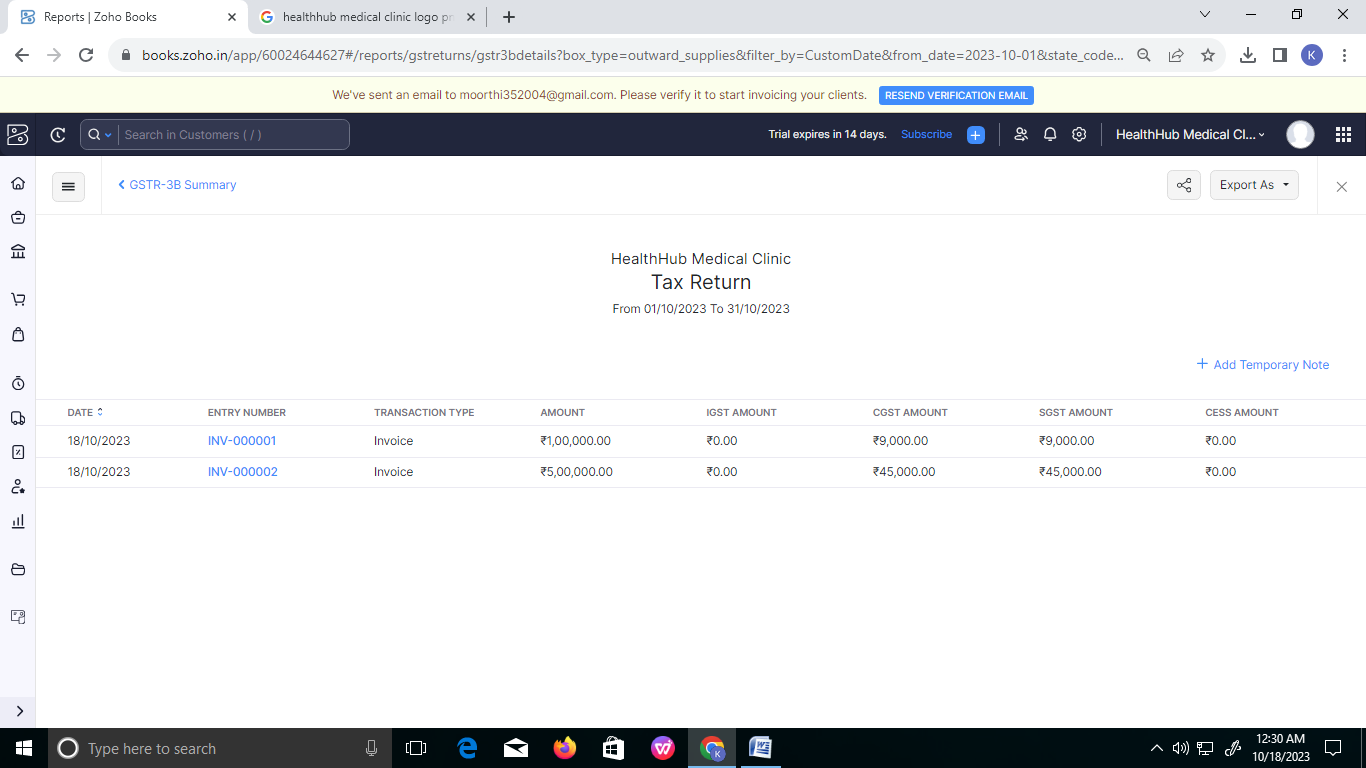 Reports | Zoho Books
healthhub medical clinic logo pn
books.zoho.in/app/60024644627#/reports/gstreturns/gstr3bdetails?box_type=outward_supplies&filter_by=CustomDate&from_date=2023-10-01&state_code...
K
We've sent an email to moorthi352004@gmail.com. Please verify it to start invoicing your clients.
RESEND VERIFICATION EMAIL
Search in Customers ( / )
Trial expires in 14 days.
Subscribe
HealthHub Medical Cl...
GSTR-3B Summary
Export As
HealthHub Medical Clinic
Tax Return
From 01/10/2023 To 31/10/2023
Add Temporary Note
DATE ENTRY NUMBER TRANSACTION TYPE AMOUNT IGST AMOUNT CGST AMOUNT SGST AMOUNT CESS AMOUNT
18/10/2023 INV-000001 Invoice ₹1,00,000.00 ₹0.00 ₹9,000.00 ₹9,000.00 ₹0.00
18/10/2023 INV-000002 Invoice ₹5,00,000.00 ₹0.00 ₹45,000.00 ₹45,000.00 ₹0.00
Type here to search
12:30 AM
10/18/2023